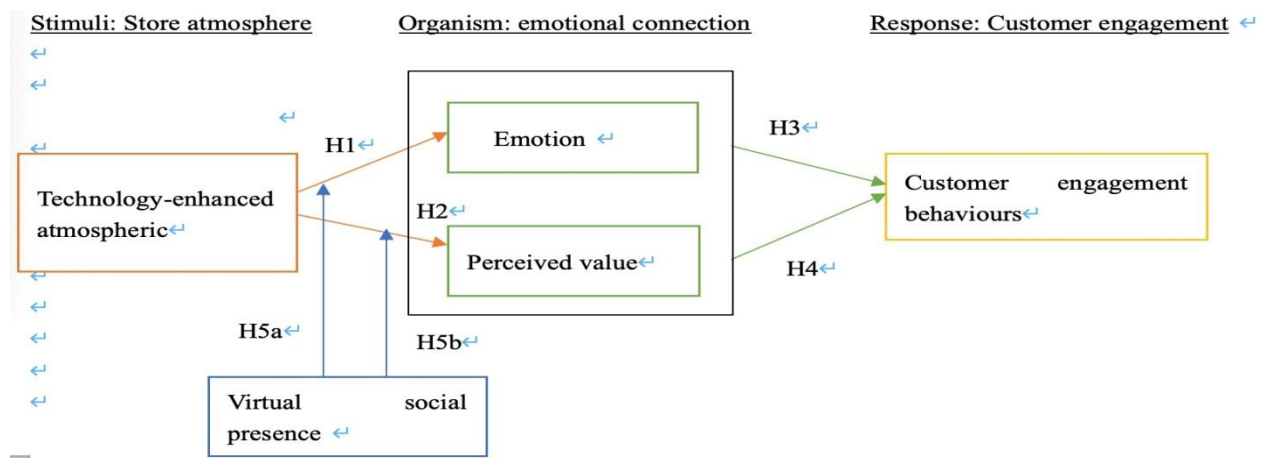 Stimuli: Store atmosphere
Organism: emotional connection
Response: Customer engagement
H1
Emotion
H3
Technology-enhanced
atmospheric
Customer engagement
behaviours
H2
Perceived value
H4
H5a
H5b
Virtual social
presence